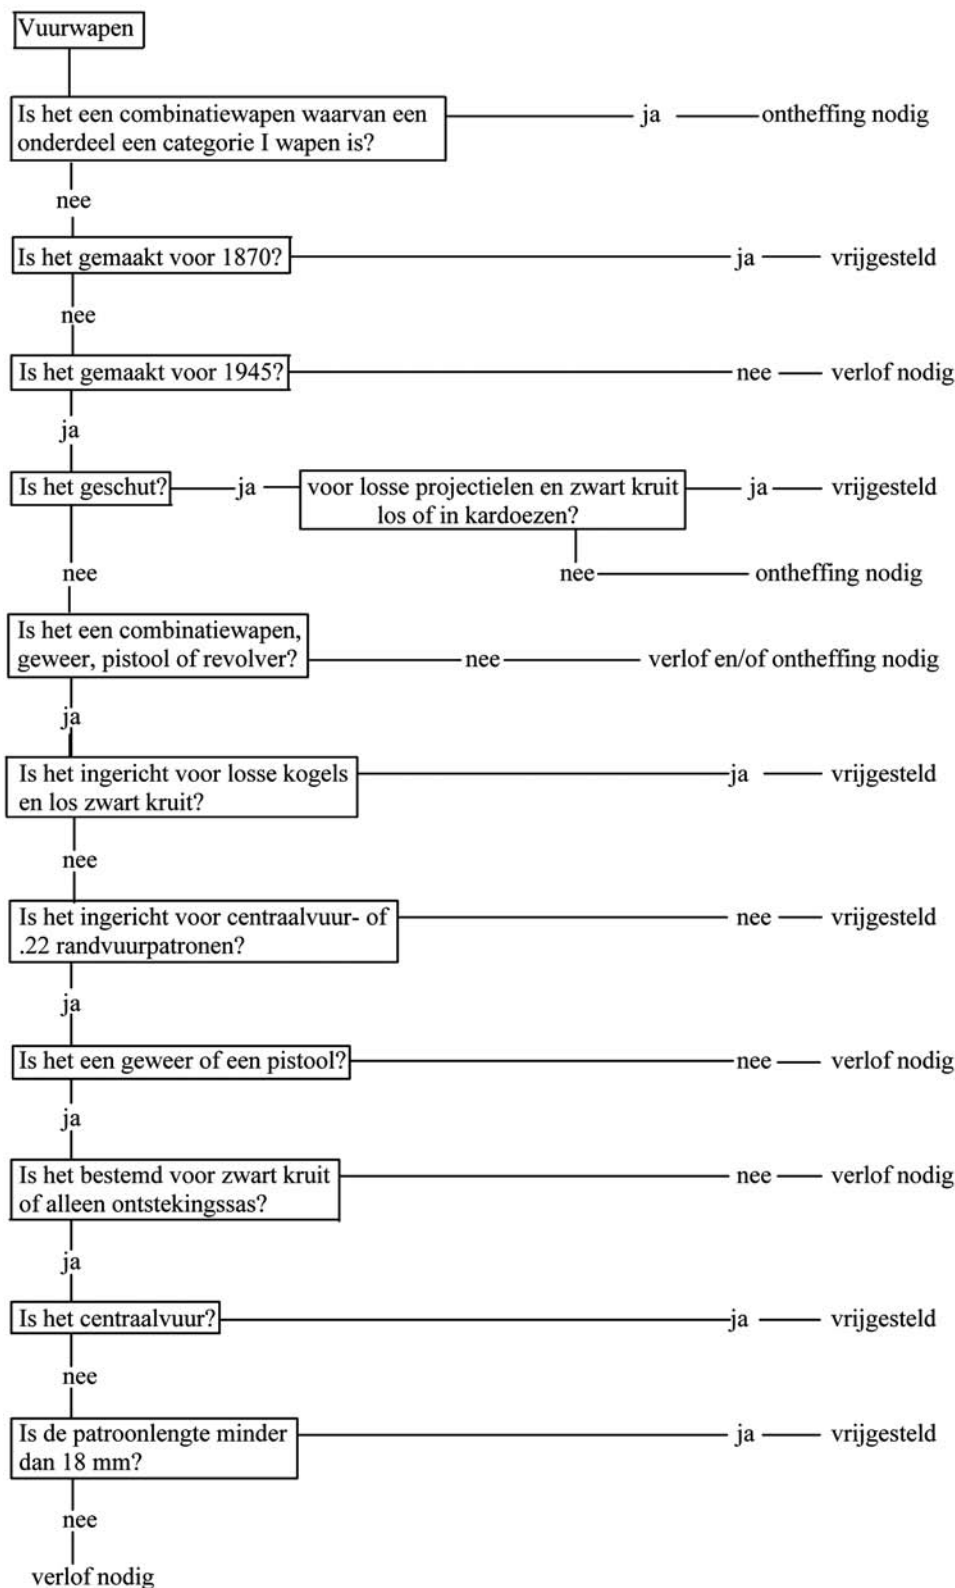 Vuurwapen
Is het een combinatiewapen waarvan een
onderdeel een categorie I wapen is?
ja
ontheffing nodig
nee
Is het gemaakt voor 1870?
ja
vrijgesteld
nee
Is het gemaakt voor 1945?
nee
verlof nodig
ja
Is het geschut?
ja
voor losse projectielen en zwart kruit
los of in kardoezen?
ja
vrijgesteld
nee
nee
ontheffing nodig
Is het een combinatiewapen,
geweer, pistool of revolver?
nee
verlof en/of ontheffing nodig
ja
Is het ingericht voor losse kogels
en los zwart kruit?
ja
vrijgesteld
nee
Is het ingericht voor centraalvuur- of
.22 randvuurpatronen?
nee
vrijgesteld
ja
Is het een geweer of een pistool?
nee
verlof nodig
ja
Is het bestemd voor zwart kruit
of alleen ontstekingssas?
nee
verlof nodig
ja
Is het centraalvuur?
ja
vrijgesteld
nee
Is de patroonlengte minder
dan 18 mm?
ja
vrijgesteld
nee
verlof nodig